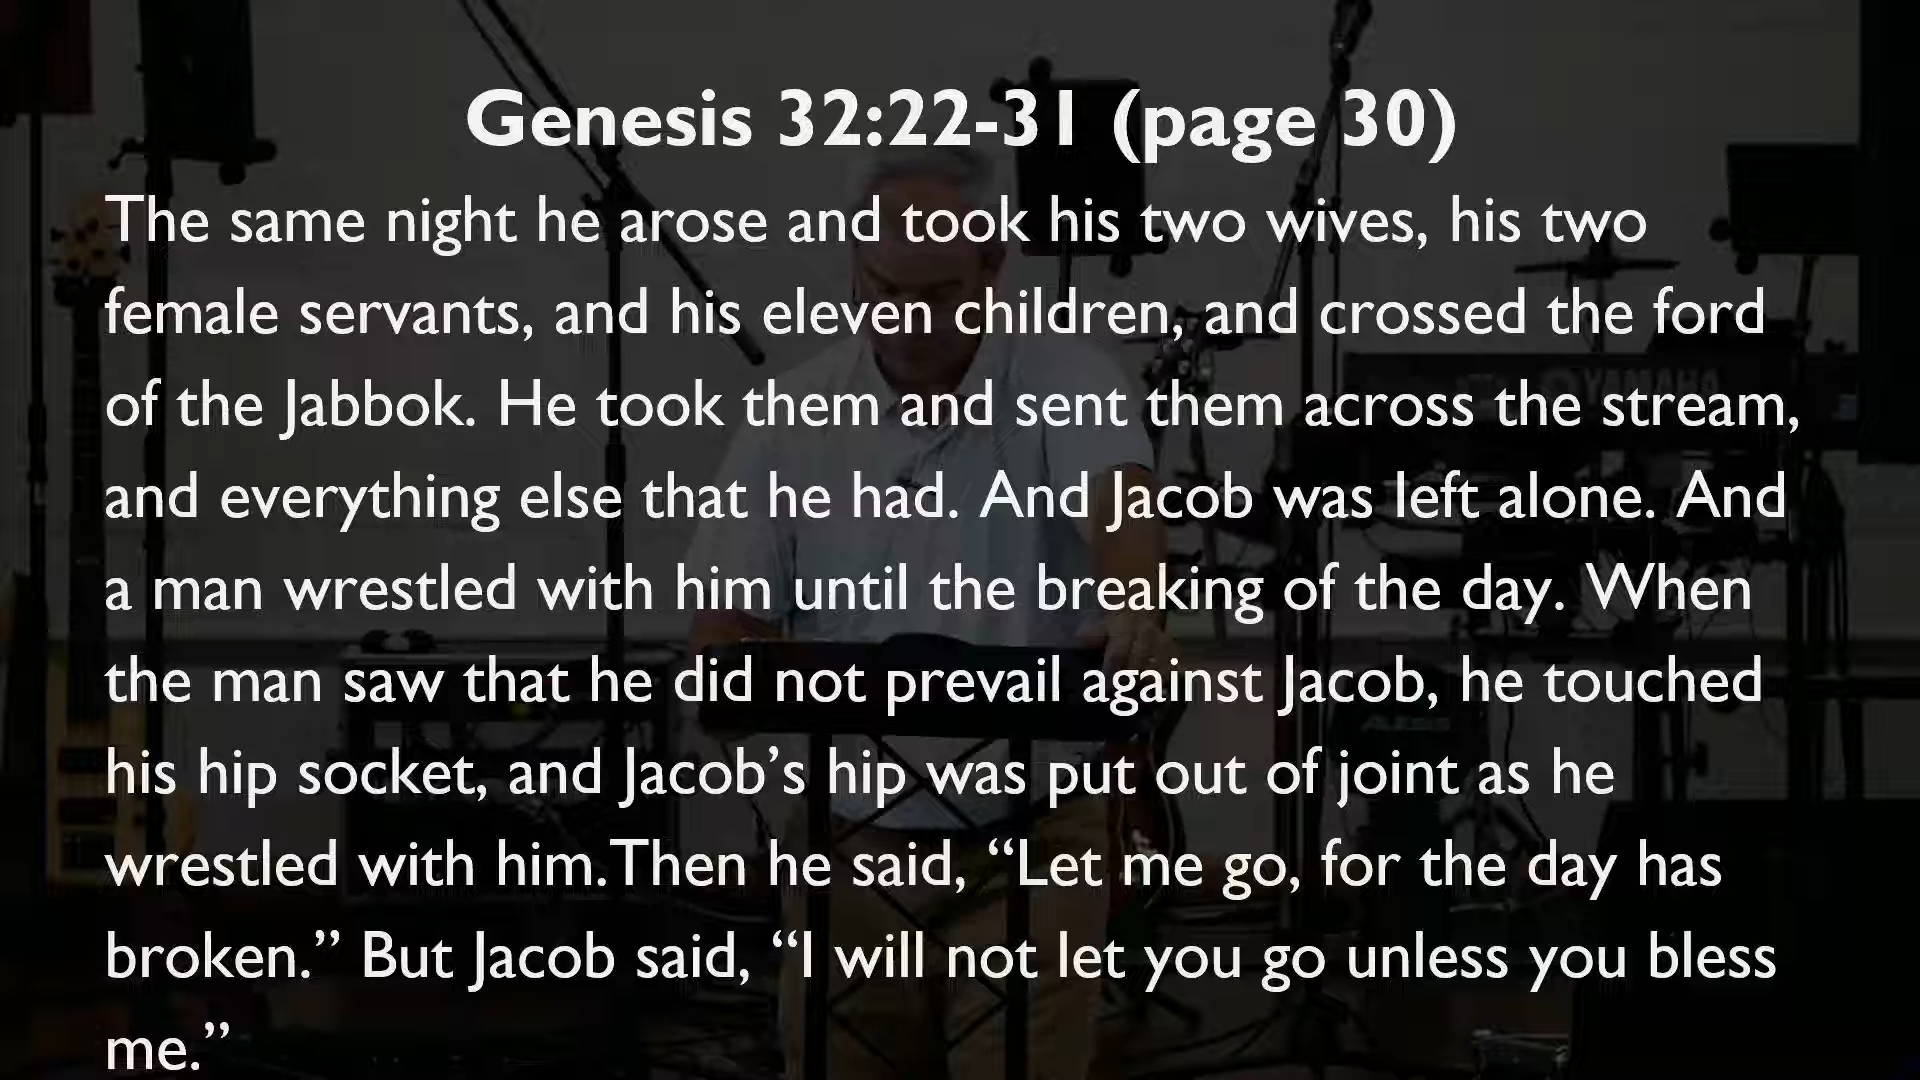 Genesis 32:22-31 (page 30)
The same night he arose and took his two wives, his two
female servants, and his eleven children, and crossed the ford
of the Jabbok. He took them and sent them across the stream,
and everything else that he had. And Jacob was left alone. And
a man wrestled with him until the breaking of the day. When
the man saw that he did not prevail against Jacob, he touched
his hip socket, and Jacob’s hip was put out of joint as he
wrestled with him.Then he said, “Let me go, for the day has
broken.” But Jacob said, “I will not let you go unless you bless
me.”
YAMAHA
ALESIS